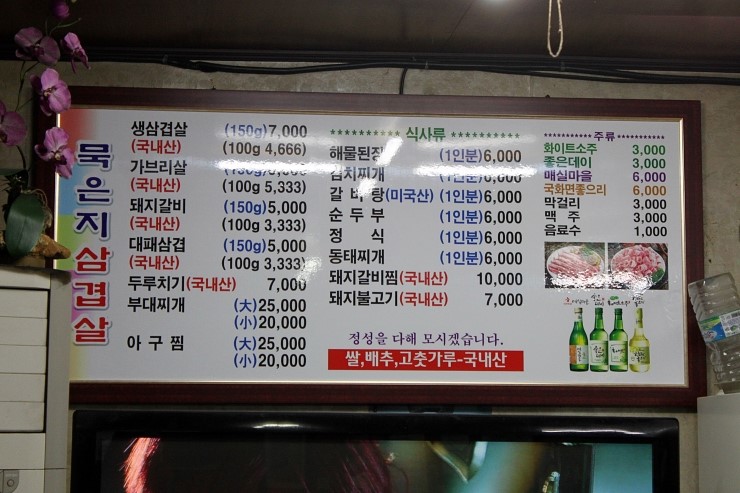 묵은지삼겹살
생삼겹살 (150g)7,000
(국내산) (100g 4,666)
가브리살
(국내산) (100g 5,333)
돼지갈비 (150g)5,000
(국내산) (100g 3,333)
대패삼겹 (150g)5,000
(국내산) (100g 3,333)
두루치기(국내산) 7,000
부대찌개 (大)25,000
(小)20,000
아구찜 (大)25,000
(小)20,000
********** 식사류 **********
해물된장 (1인분)6,000
김치찌개 (1인분)6,000
갈비탕(미국산) (1인분)6,000
순두부 (1인분)6,000
정식 (1인분)6,000
동태찌개 (1인분)6,000
돼지갈비찜(국내산) 10,000
돼지불고기(국내산) 7,000
정성을 다해 모시겠습니다.
쌀,배추,고춧가루-국내산
*********** 주류 ***********
화이트소주 3,000
좋은데이 3,000
매실마을 6,000
국화면좋으리 6,000
막걸리 3,000
맥주 3,000
음료수 1,000